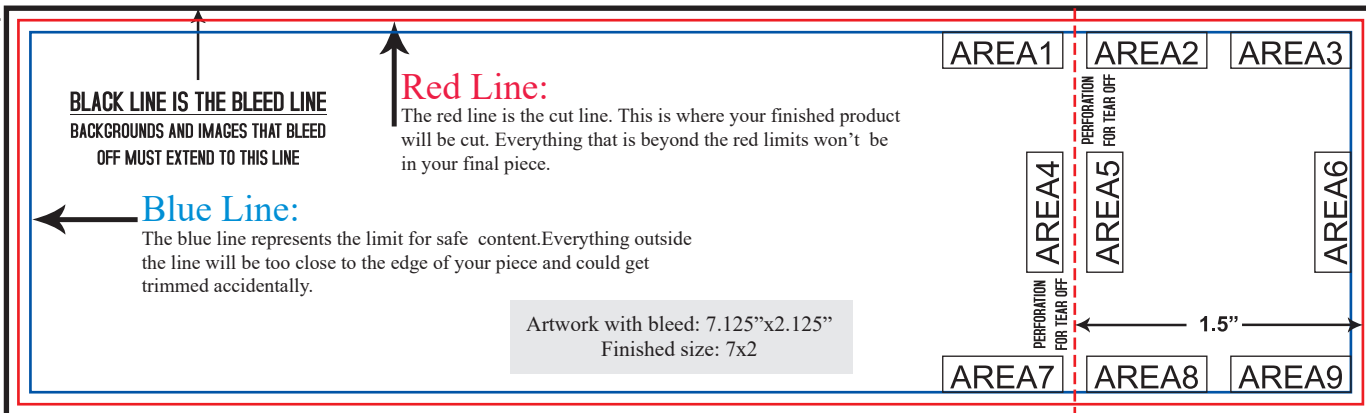 AREA1
AREA2
AREA3
BLACK LINE IS THE BLEED LINE
BACKGROUNDS AND IMAGES THAT BLEED
OFF MUST EXTEND TO THIS LINE
Red Line:
The red line is the cut line. This is where your finished product
will be cut. Everything that is beyond the red limits won’t be
in your final piece.
PERFORATION
FOR TEAR OFF
AREA4
AREA5
AREA6
Blue Line:
The blue line represents the limit for safe content.Everything outside
the line will be too close to the edge of your piece and could get
trimmed accidentally.
PERFORATION
FOR TEAR OFF
1.5”
Artwork with bleed: 7.125”x2.125”
Finished size: 7x2
AREA7
AREA8
AREA9